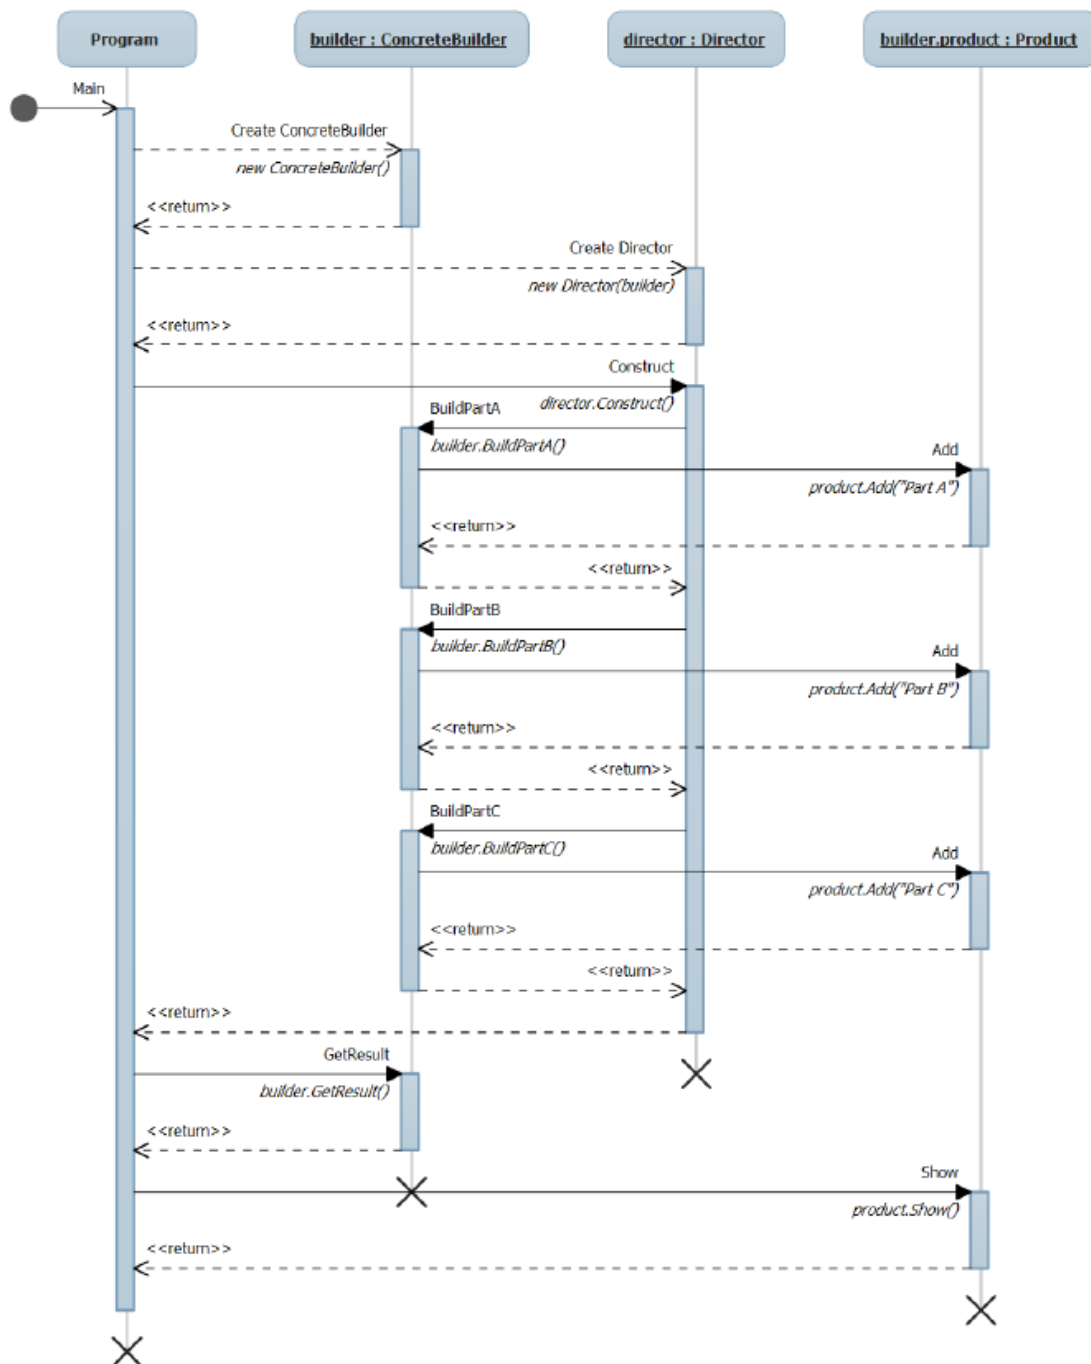 Program
builder : ConcreteBuilder
director : Director
builder.product : Product
Main
Create ConcreteBuilder
new ConcreteBuilder()
<<return>>
Create Director
new Director(builder)
<<return>>
Construct
director.Construct()
BuildPartA
builder.BuildPartA()
Add
product.Add("Part A")
<<return>>
<<return>>
BuildPartB
builder.BuildPartB()
Add
product.Add("Part B")
<<return>>
<<return>>
BuildPartC
builder.BuildPartC()
Add
product.Add("Part C")
<<return>>
<<return>>
<<return>>
GetResult
builder.GetResult()
<<return>>
Show
product.Show()
<<return>>